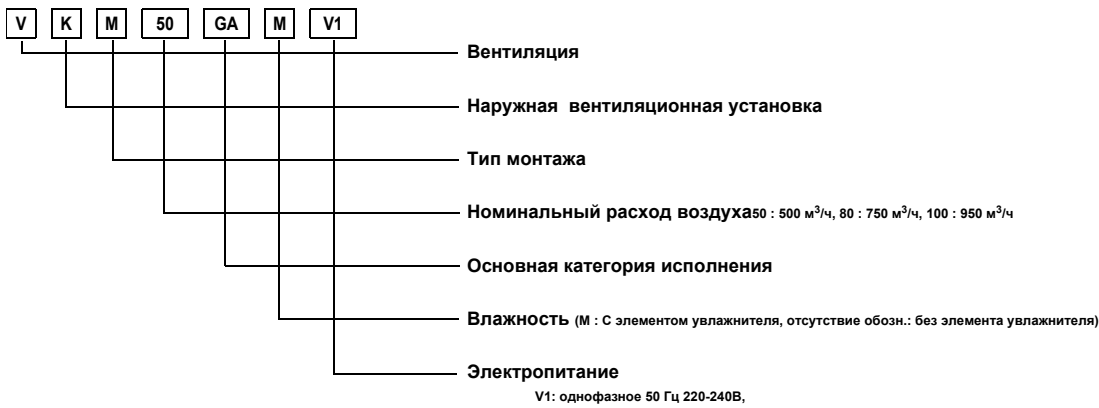 V K M 50 GA M V1
Вентиляция
Наружная вентиляционная установка
Тип монтажа
Номинальный расход воздуха50 : 500 м³/ч, 80 : 750 м³/ч, 100 : 950 м³/ч
Основная категория исполнения
Влажность (M : С элементом увлажнителя, отсутствие обозн.: без элемента увлажнителя)
Электропитание
V1: однофазное 50 Гц 220-240В,